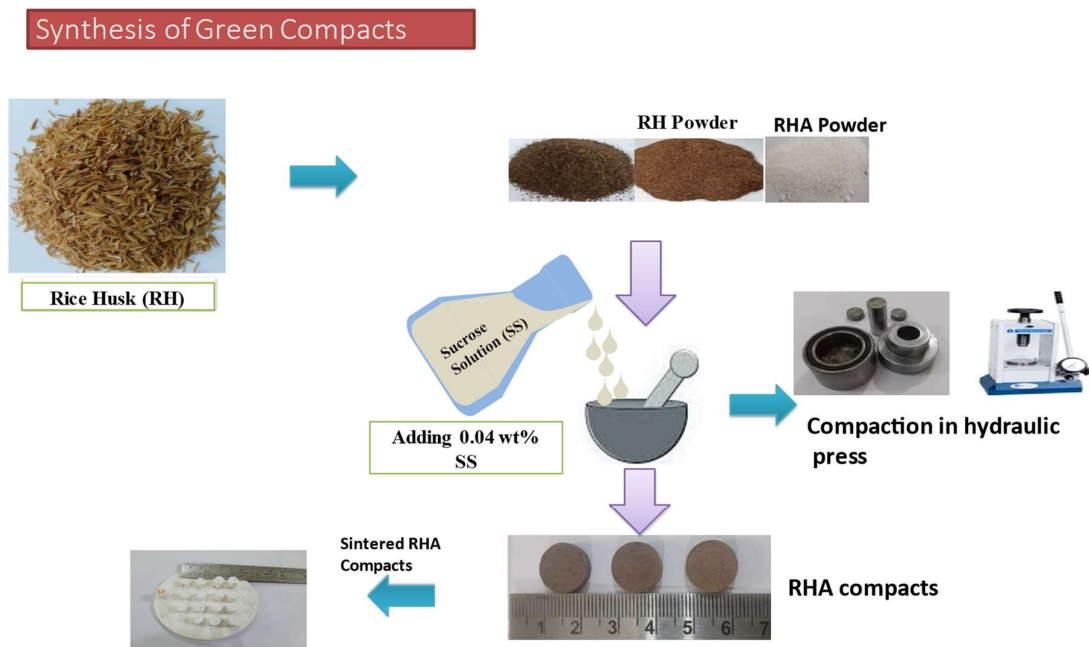 Synthesis of Green Compacts
RH Powder
RHA Powder
Rice Husk (RH)
Sucrose
Solution (SS)
Adding 0.04 wt%
SS
Compaction in hydraulic
press
Sintered RHA
Compacts
RHA compacts
1 2 3 4 5 6 7